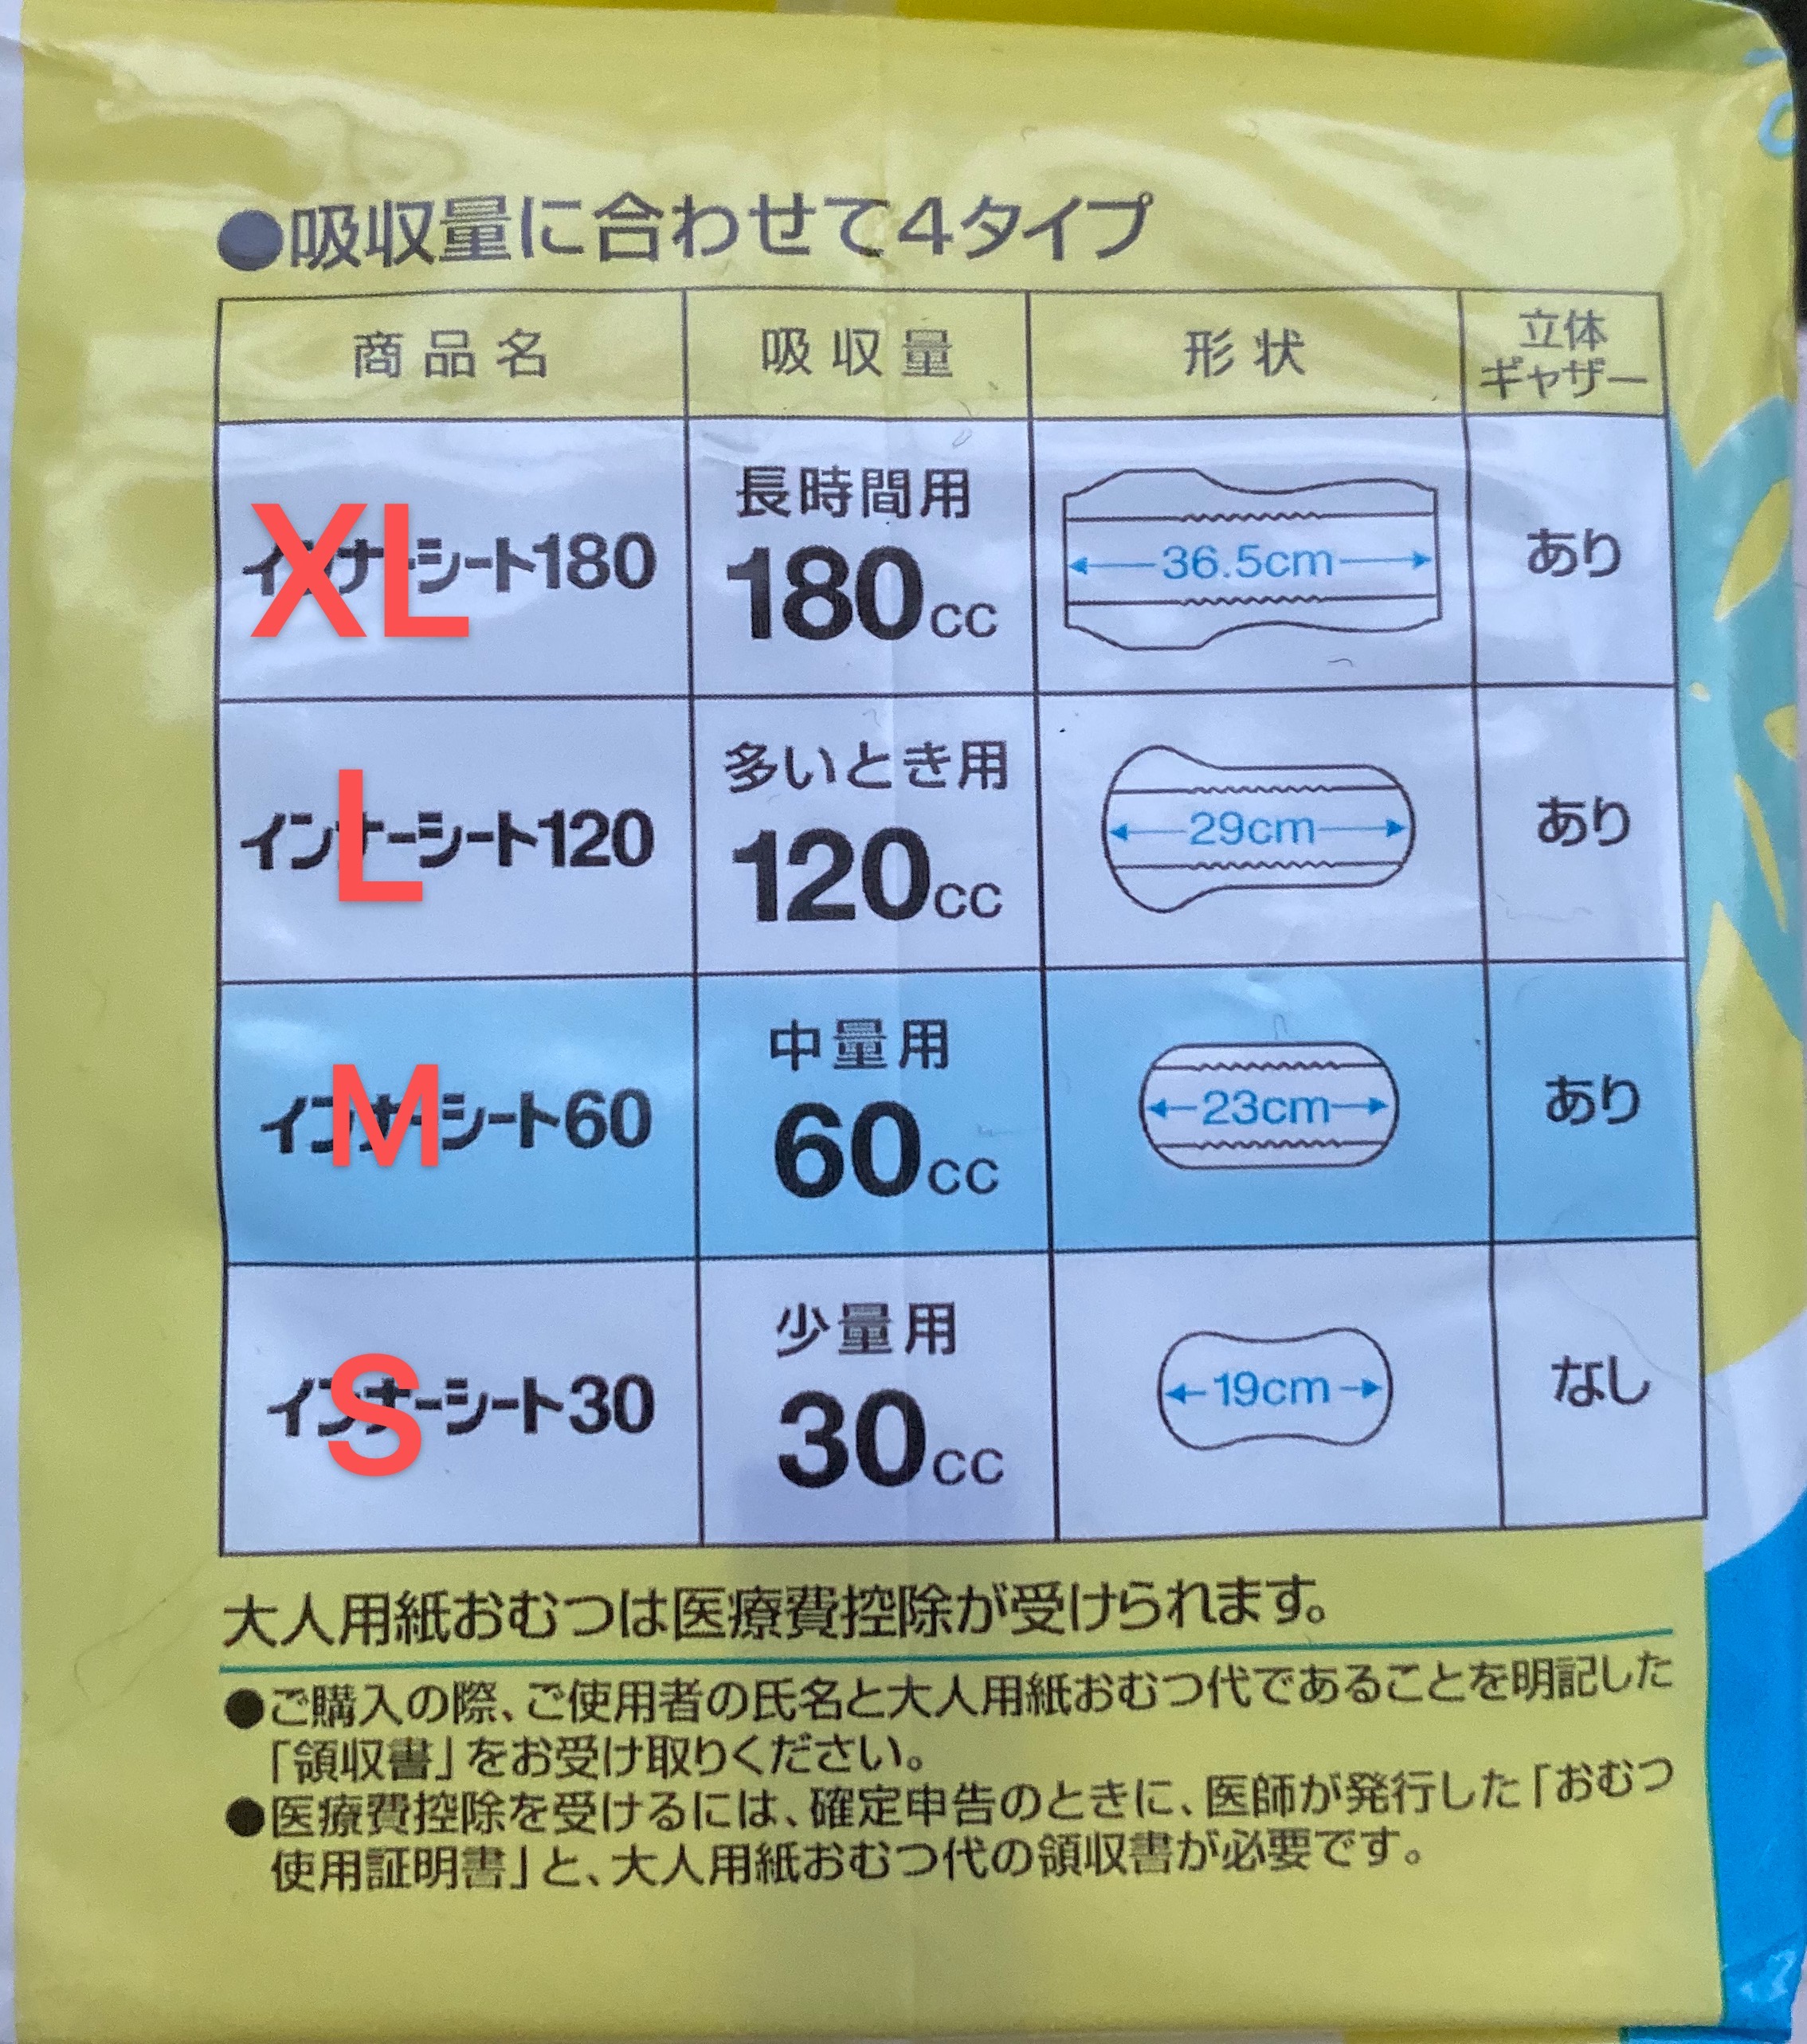 ●吸収量に合わせて4タイプ
商品名 吸収量 形状 立体ギャザー
XL
インナーシート180 長時間用 180cc 36.5cm あり
L
インナーシート120 多いとき用 120cc 29cm あり
M
インナーシート60 中量用 60cc 23cm あり
S
インナーシート30 少量用 30cc 19cm なし
大人用紙おむつは医療費控除が受けられます。
●ご購入の際、ご使用者の氏名と大人用紙おむつ代であることを明記した
「領収書」をお受け取りください。
●医療費控除を受けるには、確定申告のときに、医師が発行した「おむつ
使用証明書」と、大人用紙おむつ代の領収書が必要です。